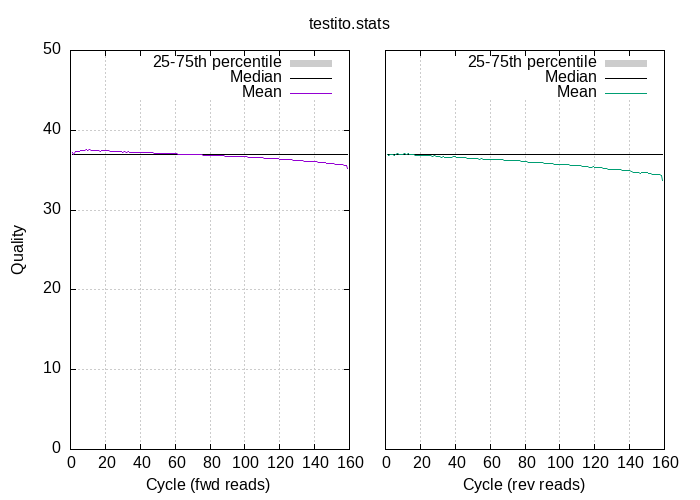 testito.stats
50
40
30
20
10
0
Quality
25-75th percentile
Median
Mean
0 20 40 60 80 100 120 140 160
Cycle (fwd reads)
25-75th percentile
Median
Mean
0 20 40 60 80 100 120 140 160
Cycle (rev reads)